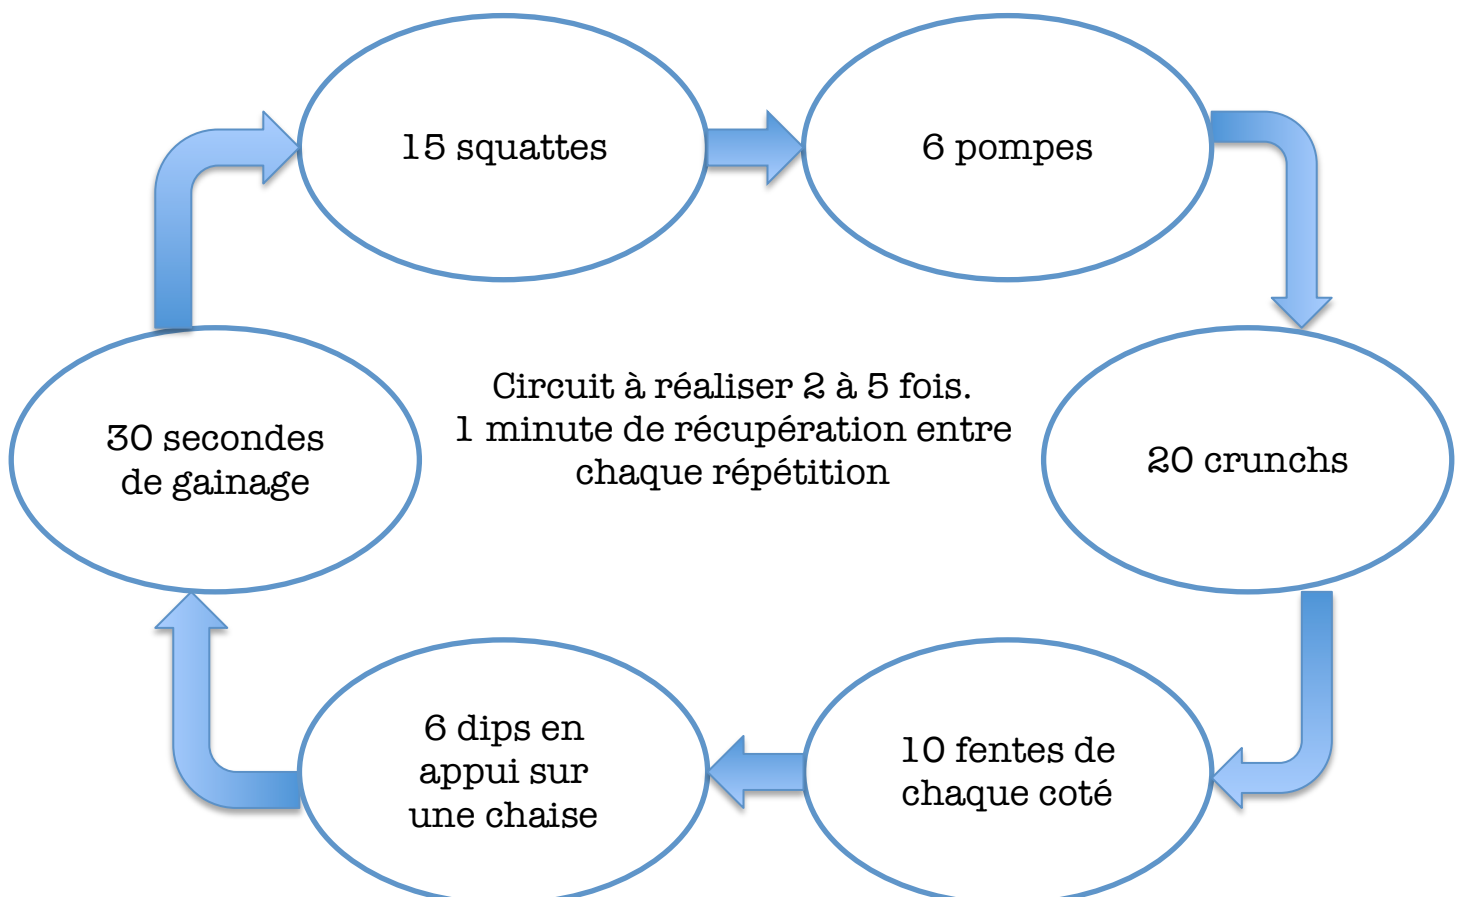 15 squattes
6 pompes
20 crunchs
10 fentes de
chaque coté
6 dips en
appui sur
une chaise
30 secondes
de gainage
Circuit à réaliser 2 à 5 fois.
1 minute de récupération entre
chaque répétition